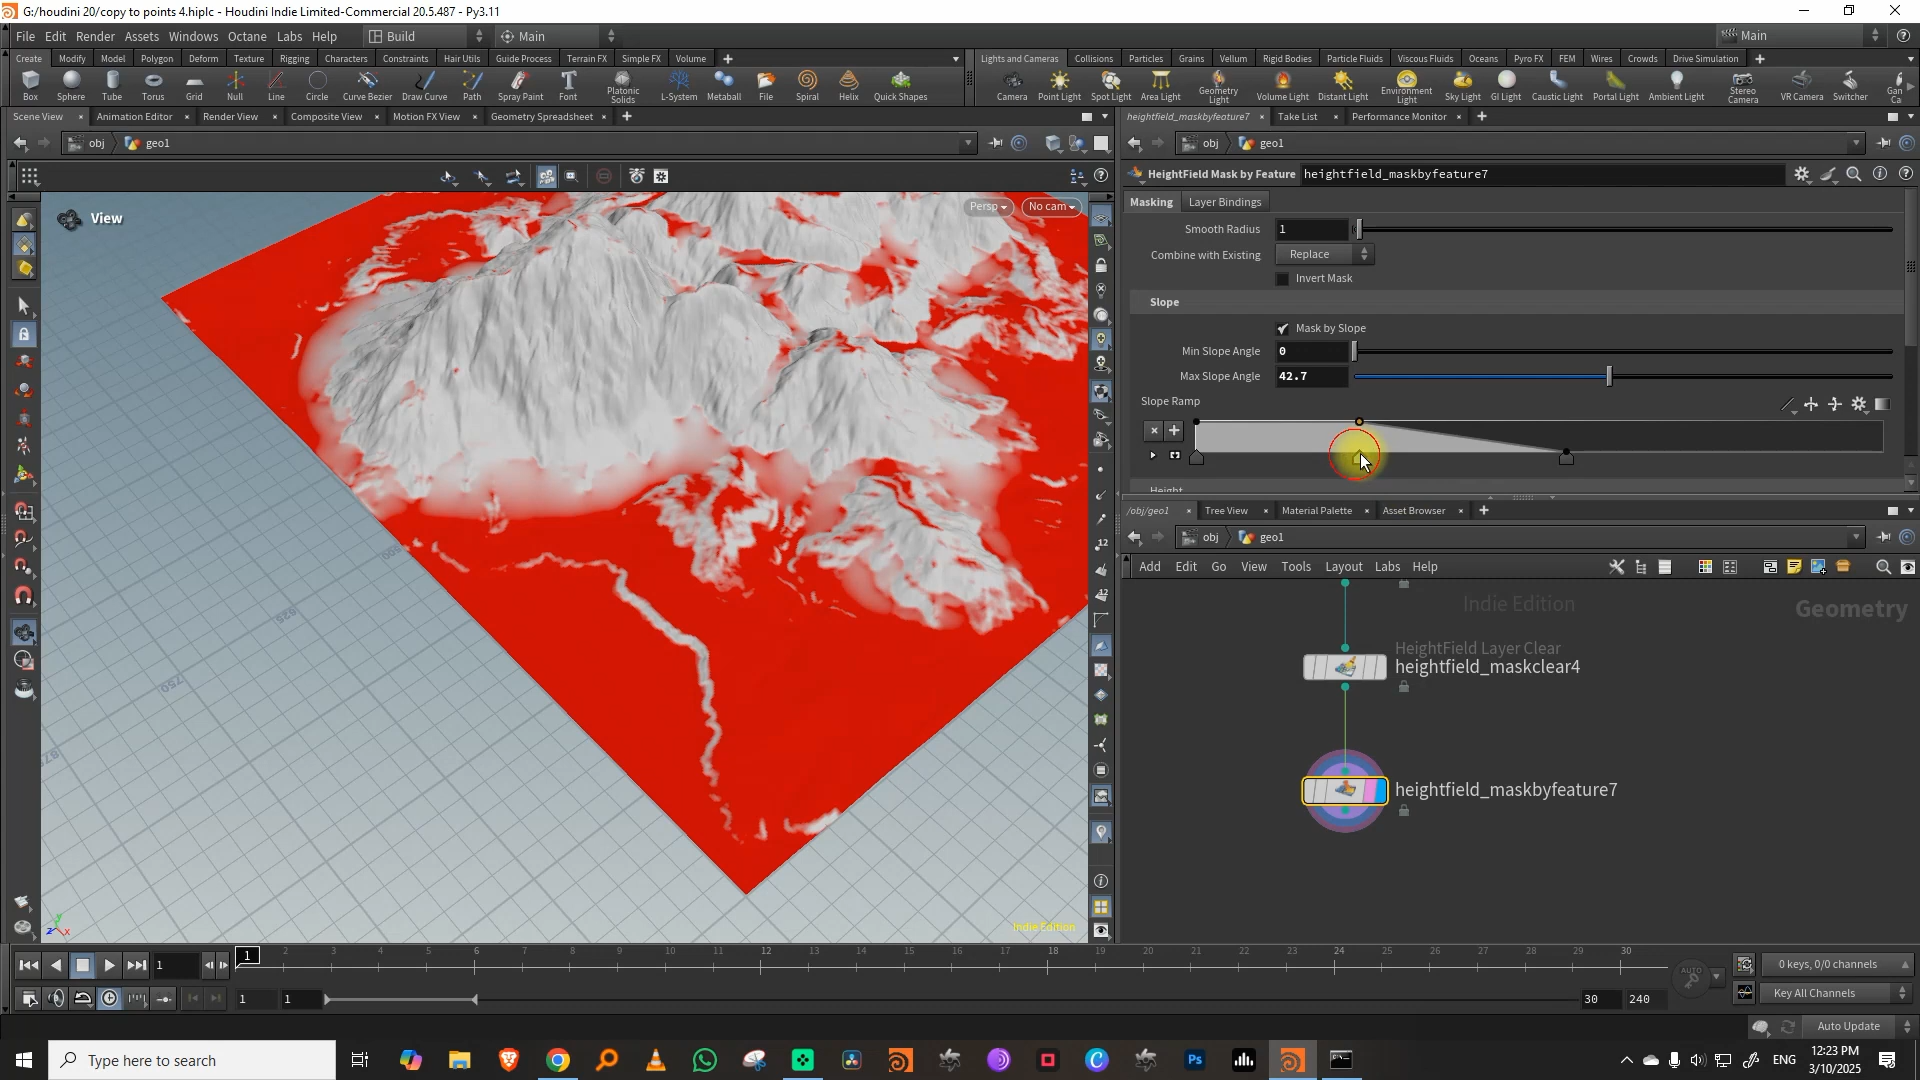 G:/houdini 20/copy to points 4.hiplc - Houdini Indie Limited-Commercial 20.5.487 - Py3.11
File Edit Render Assets Windows Octane Labs Help Build Main Main
Create Modify Model Polygon Deform Texture Rigging Characters Constraints Hair Utils Guide Process Terrain FX Simple FX Volume
Lights and Cameras Collisions Particles Grains Vellum Rigid Bodies Particle Fluids Viscous Fluids Oceans Pyro FX FEM Wires Crowds Drive Simulation
Box Sphere Tube Torus Grid Null Line Circle Curve Bezier Draw Curve Path Spray Paint Font Platonic Solids L-System Metaball File Spiral Helix Quick Shapes
Camera Point Light Spot Light Area Light Geometry Light Volume Light Distant Light Environment Light Sky Light GI Light Caustic Light Portal Light Ambient Light Stereo Camera VR Camera Switcher Gan Ca
Scene View Animation Editor Render View Composite View Motion FX View Geometry Spreadsheet
heightfield_maskbyfeature7 Take List Performance Monitor
obj geo1
obj geo1
HeightField Mask by Feature heightfield_maskbyfeature7
View
Persp No cam
Masking Layer Bindings
Smooth Radius 1
Combine with Existing Replace
Invert Mask
Slope
Mask by Slope
Min Slope Angle 0
Max Slope Angle 42.7
Slope Ramp
Height
/obj/geo1 Tree View Material Palette Asset Browser
obj geo1
Add Edit Go View Tools Layout Labs Help
Indie Edition
Geometry
HeightField Layer Clear
heightfield_maskclear4
heightfield_maskbyfeature7
625
750
875
Indie Edition
1 1 2 3 4 5 6 7 8 9 10 11 12 13 14 15 16 17 18 19 20 21 22 23 24 25 26 27 28 29 30
AUTO
0 keys, 0/0 channels
1 1 30 240
Key All Channels
Auto Update
Type here to search
ENG
12:23 PM
3/10/2025